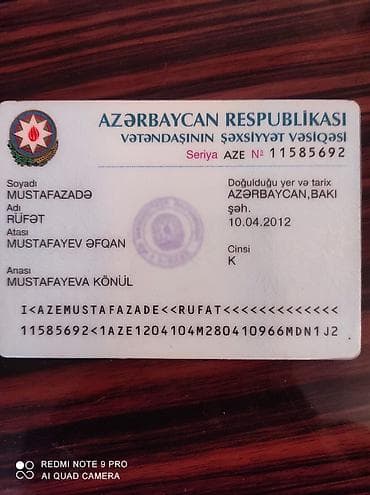 AZƏRBAYCAN RESPUBLİKASI
VƏTƏNDAŞININ ŞƏXSİYYƏT VƏSİQƏSİ
Seriya AZE № 11585692
Soyadı
MUSTAFAZADƏ
Adı
RÜFƏT
Atası
MUSTAFAYEV ƏFQAN
Anası
MUSTAFAYEVA KÖNÜL
Doğulduğu yer və tarix
AZƏRBAYCAN,BAKI
şəh.
10.04.2012
Cinsi
K
I<AZEMUSTAFAZADE<<RUFAT<<<<<<<<<<<<<
11585692<1AZE1204104M280410966MDN1J2
REDMI NOTE 9 PRO
AI QUAD CAMERA